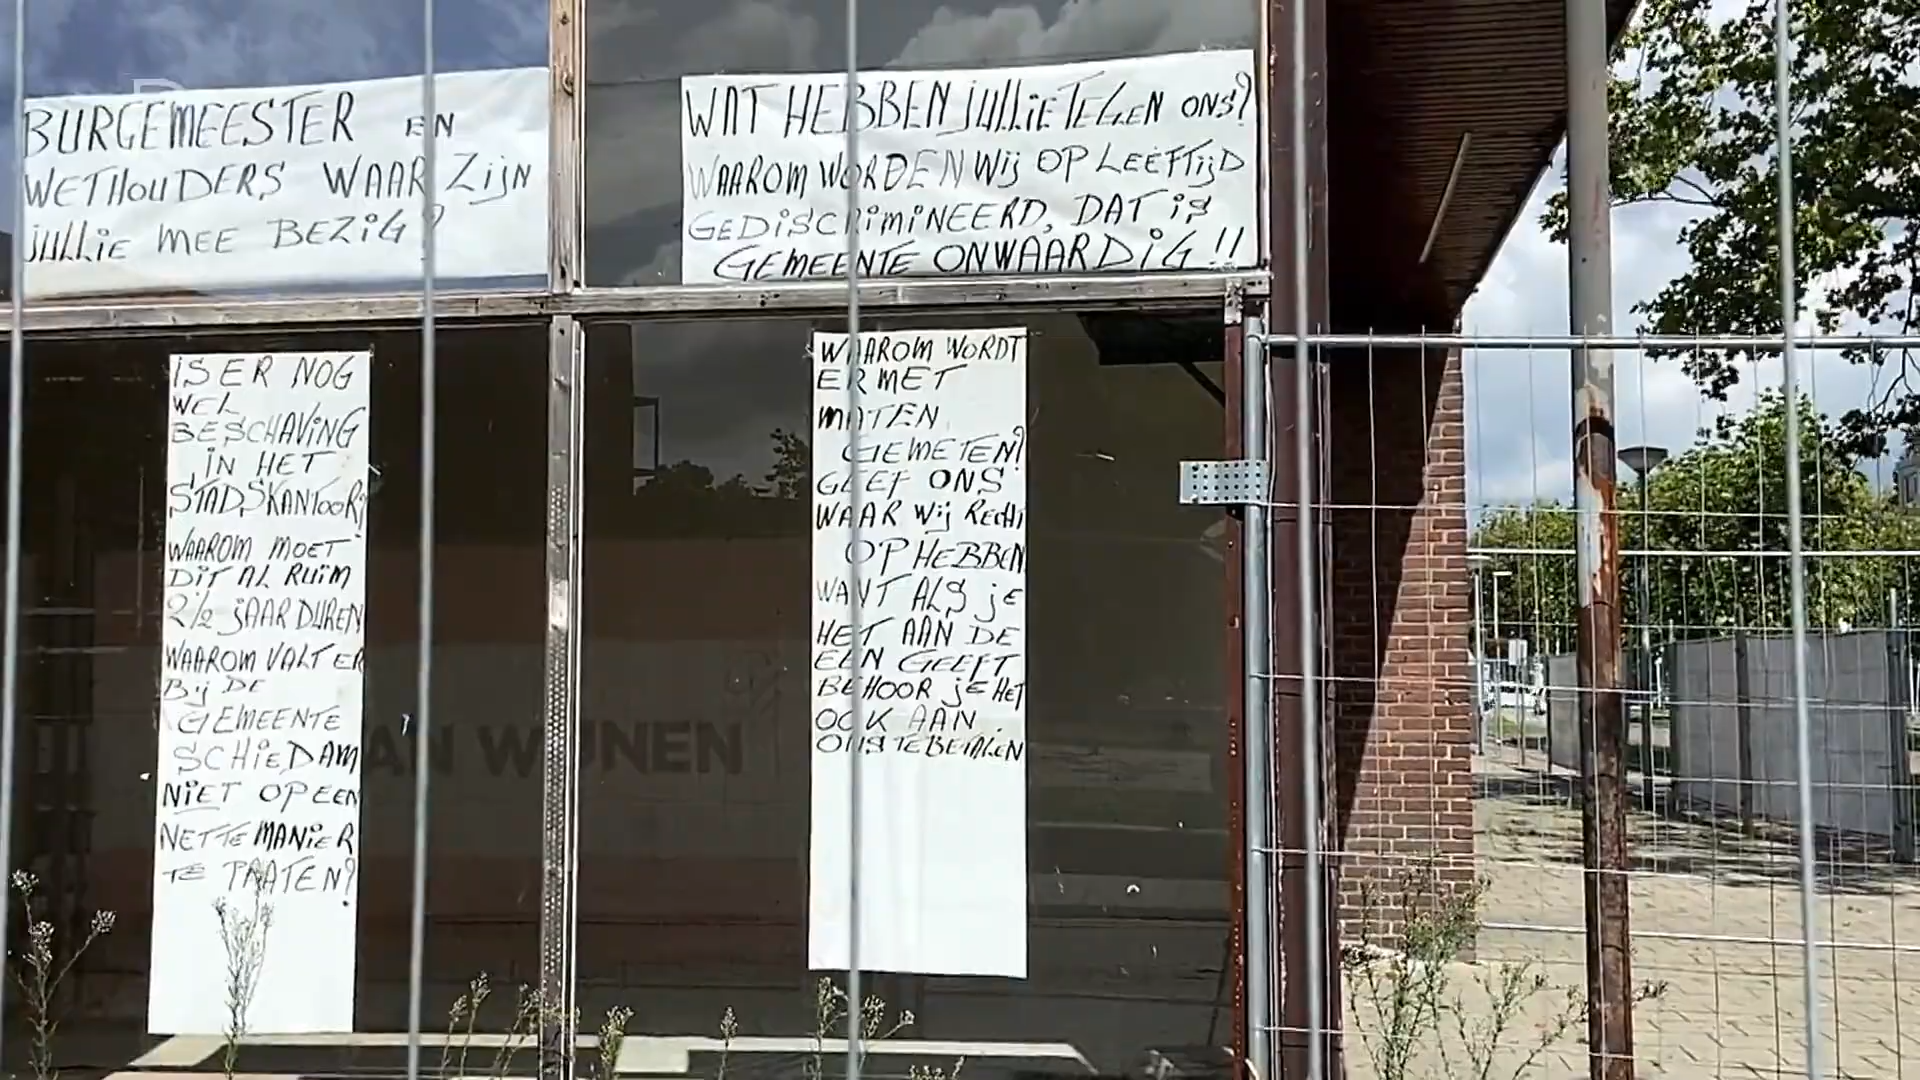 BURGEMEESTER EN
WETHOUDERS WAAR ZijN
jULLiE MEE BEZiG?
WAT HEBBEN jULLiE TEGEN ONS?
WAAROM WORDEN Wij OP LEEFTijD
GEDiSCRiMiNEERD, DAT iS
GEMEENTE ONWAARDiG!!
iS ER NOG
WEL
BESCHAVING
IN HET
STADSKANTOOR?
WAAROM MOET
DIT AL RUiM
2 1/2 jAAR DUREN
WAAROM VALT ER
Bij DE
GEMEENTE
SCHiEDAM
NiET OP EEN
NETTE MANiER
TE PRATEN?
WAAROM WORDT
ER MET
MATEN
GEMETEN?
GEEF ONS
WAAR Wij RECHT
OP HEBBEN
WANT ALS jE
HET AAN DE
EEN GEEFT
BEHOOR jE HET
OOK AAN
ONS TE BETALEN
VAN WIJNEN